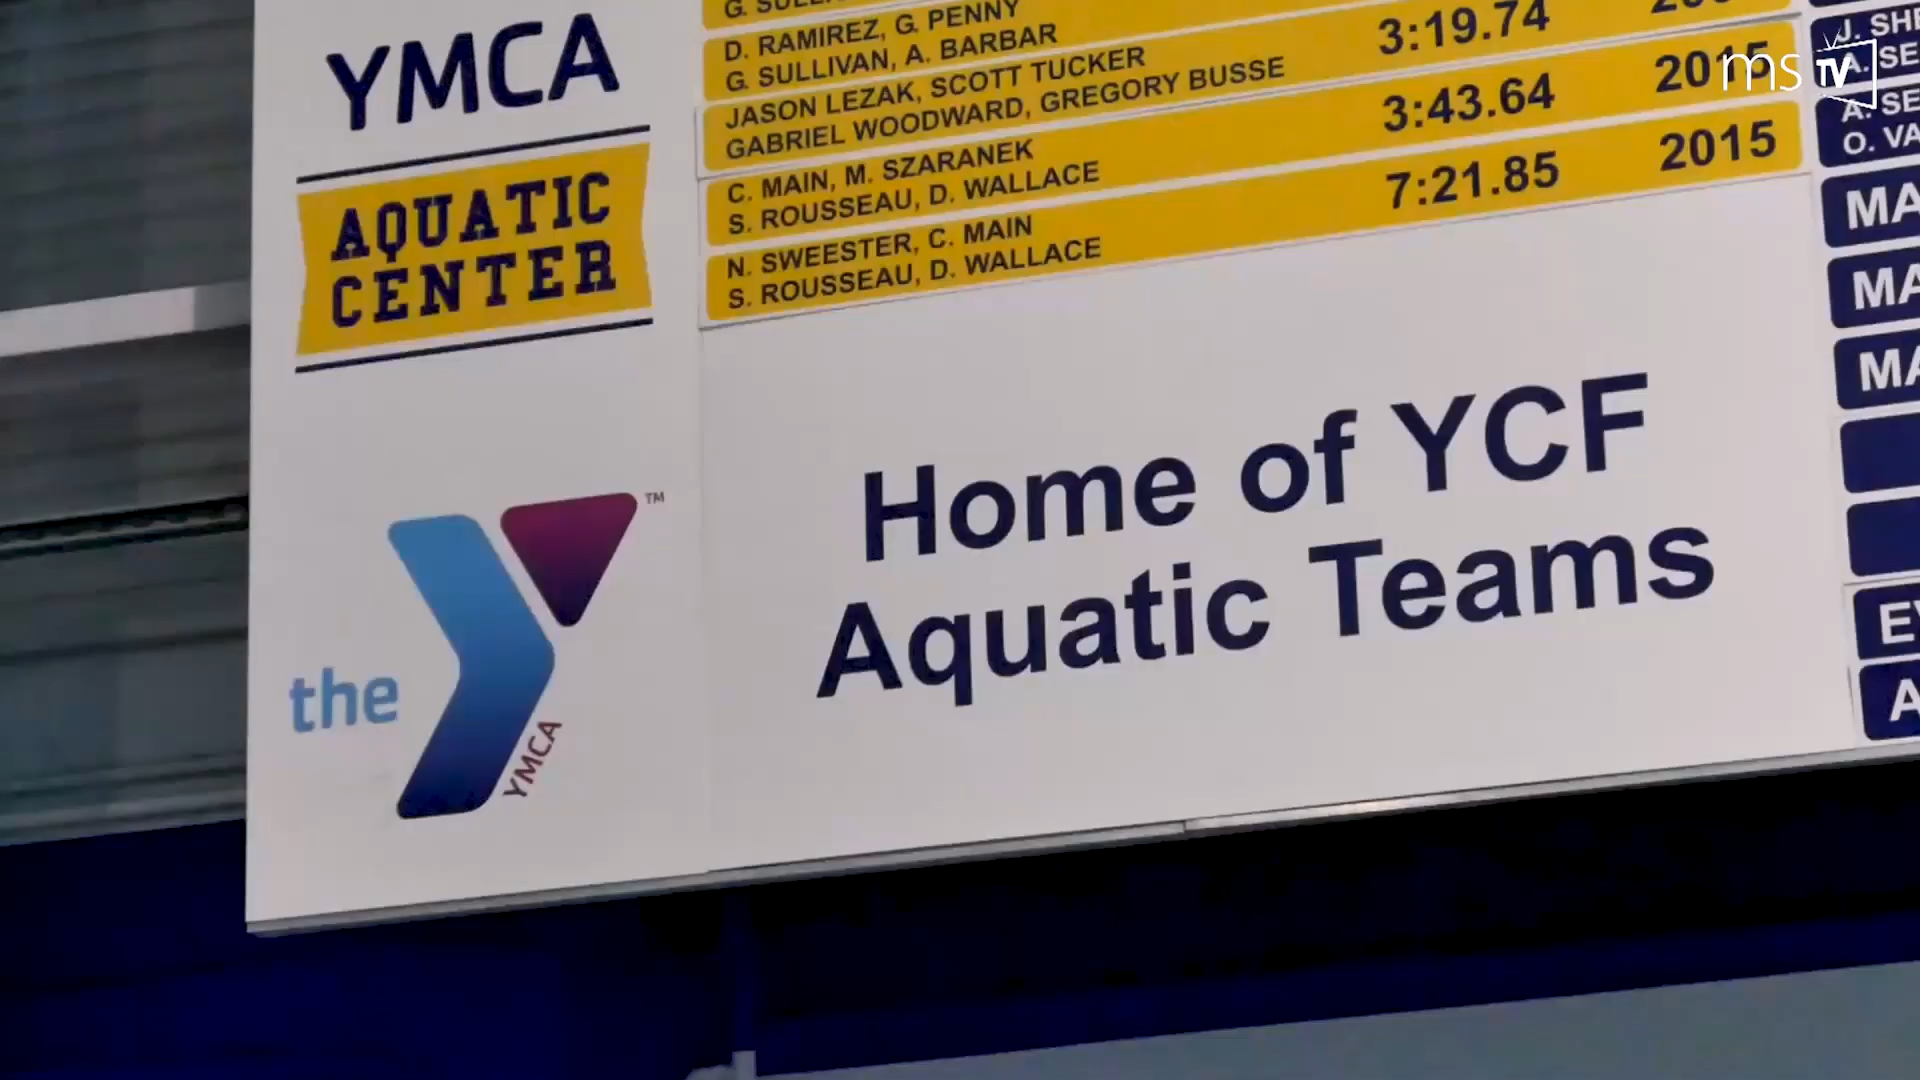 YMCA
AQUATIC
CENTER
the
YMCA
TM
D. RAMIREZ, G. PENNY
G. SULLIVAN, A. BARBAR
JASON LEZAK, SCOTT TUCKER
GABRIEL WOODWARD, GREGORY BUSSE
3:19.74
C. MAIN, M. SZARANEK
S. ROUSSEAU, D. WALLACE
3:43.64 2015
N. SWEESTER, C. MAIN
S. ROUSSEAU, D. WALLACE
7:21.85 2015
Home of YCF
Aquatic Teams
ms TV